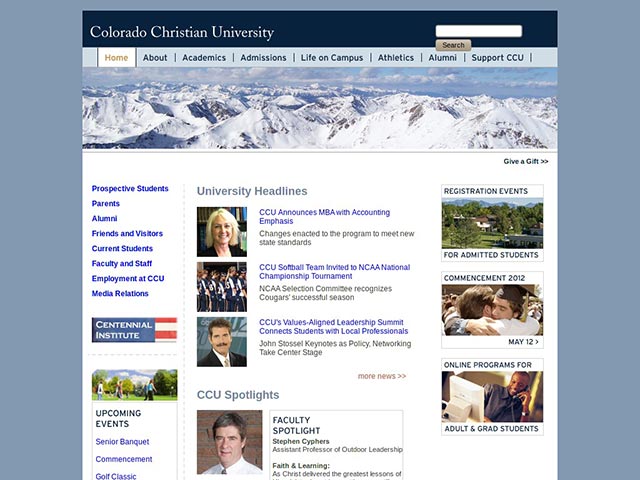 Colorado Christian University
Search
Home
About
Academics
Admissions
Life on Campus
Athletics
Alumni
Support CCU
Give a Gift >>
Prospective Students
Parents
Alumni
Friends and Visitors
Current Students
Faculty and Staff
Employment at CCU
Media Relations
CENTENNIAL
INSTITUTE
UPCOMING
EVENTS
Senior Banquet
Commencement
Golf Classic
University Headlines
CCU Announces MBA with Accounting
Emphasis
Changes enacted to the program to meet new
state standards
CCU Softball Team Invited to NCAA National
Championship Tournament
NCAA Selection Committee recognizes
Cougars' successful season
CCU's Values-Aligned Leadership Summit
Connects Students with Local Professionals
John Stossel Keynotes as Policy, Networking
Take Center Stage
more news >>
CCU Spotlights
FACULTY
SPOTLIGHT
Stephen Cyphers
Assistant Professor of Outdoor Leadership
Faith & Learning:
As Christ delivered the greatest lessons of
REGISTRATION EVENTS
FOR ADMITTED STUDENTS
COMMENCEMENT 2012
MAY 12 >
ONLINE PROGRAMS FOR
ADULT & GRAD STUDENTS